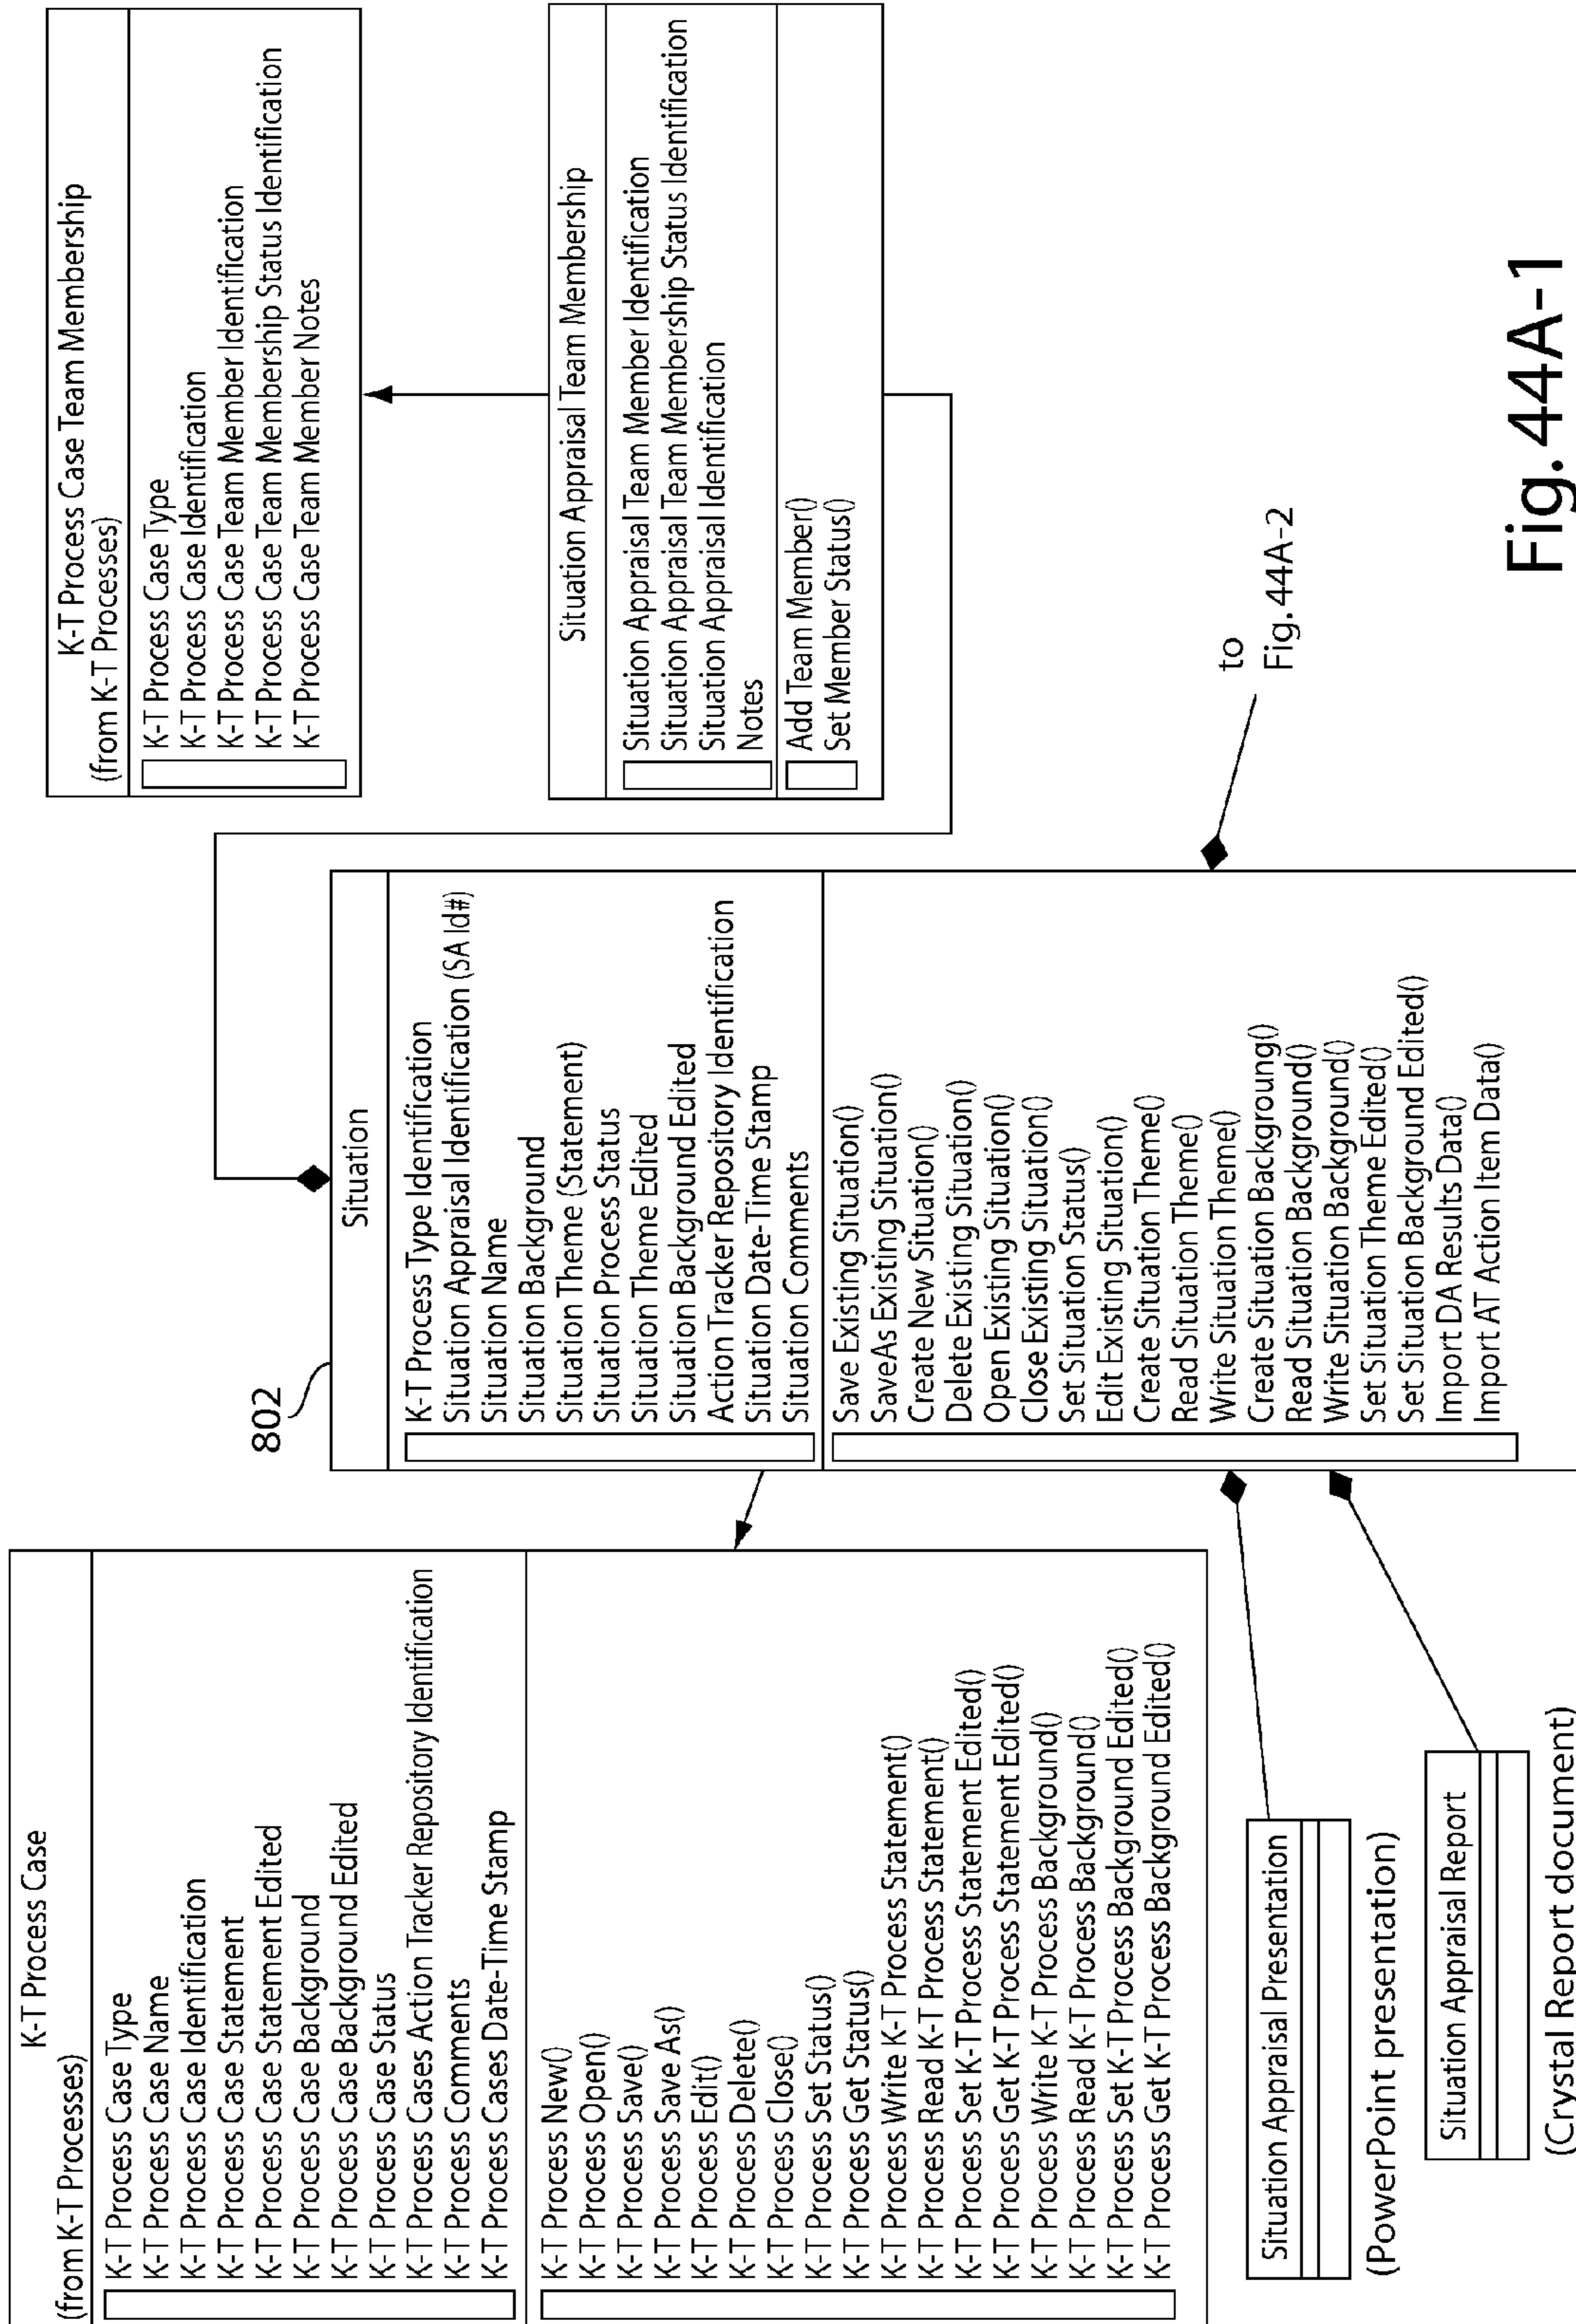 K-T Process Case
(from K-T Processes)
K-T Process Case Type
K-T Process Case Name
K-T Process Case Identification
K-T Process Case Statement
K-T Process Case Statement Edited
K-T Process Case Background
K-T Process Case Background Edited
K-T Process Case Status
K-T Process Cases Action Tracker Repository Identification
K-T Process Comments
K-T Process Cases Date-Time Stamp
K-T Process New()
K-T Process Open()
K-T Process Save()
K-T Process Save As()
K-T Process Edit()
K-T Process Delete()
K-T Process Close()
K-T Process Set Status()
K-T Process Get Status()
K-T Process Write K-T Process Statement()
K-T Process Read K-T Process Statement()
K-T Process Set K-T Process Statement Edited()
K-T Process Get K-T Process Statement Edited()
K-T Process Write K-T Process Background()
K-T Process Read K-T Process Background()
K-T Process Set K-T Process Background Edited()
K-T Process Get K-T Process Background Edited()
Situation Appraisal Presentation
(PowerPoint presentation)
Situation Appraisal Report
(Crystal Report document)
802
Situation
K-T Process Type Identification
Situation Appraisal Identification (SA Id#)
Situation Name
Situation Background
Situation Theme (Statement)
Situation Process Status
Situation Theme Edited
Situation Background Edited
Action Tracker Repository Identification
Situation Date-Time Stamp
Situation Comments
Save Existing Situation()
SaveAs Existing Situation()
Create New Situation()
Delete Existing Situation()
Open Existing Situation()
Close Existing Situation()
Set Situation Status()
Edit Existing Situation()
Create Situation Theme()
Read Situation Theme()
Write Situation Theme()
Create Situation Backgroung()
Read Situation Background()
Write Situation Background()
Set Situation Theme Edited()
Set Situation Background Edited()
Import DA Results Data()
Import AT Action Item Data()
K-T Process Case Team Membership
(from K-T Processes)
K-T Process Case Type
K-T Process Case Identification
K-T Process Case Team Member Identification
K-T Process Case Team Membership Status Identification
K-T Process Case Team Member Notes
Situation Appraisal Team Membership
Situation Appraisal Team Member Identification
Situation Appraisal Team Membership Status Identification
Situation Appraisal Identification
Notes
Add Team Member()
Set Member Status()
to
Fig. 44A-2
Fig. 44A-1